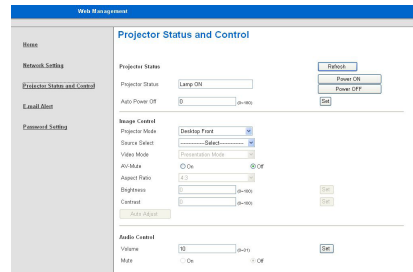 Web Management
Projector Status and Control
Home
Network Setting
Projector Status and Control
E-mail Alert
Password Setting
Projector Status
Refresh
Power ON
Projector Status Lamp ON
Power OFF
Auto Power Off 0 (0~180) Set
Image Control
Projector Mode Desktop Front
Source Select ------------Select------------
Video Mode Presentation Mode
AV-Mute On Off
Aspect Ratio 4:3
Brightness 0 (0~100) Set
Contrast 0 (0~100) Set
Auto Adjust
Audio Control
Volume 10 (0~31) Set
Mute On Off